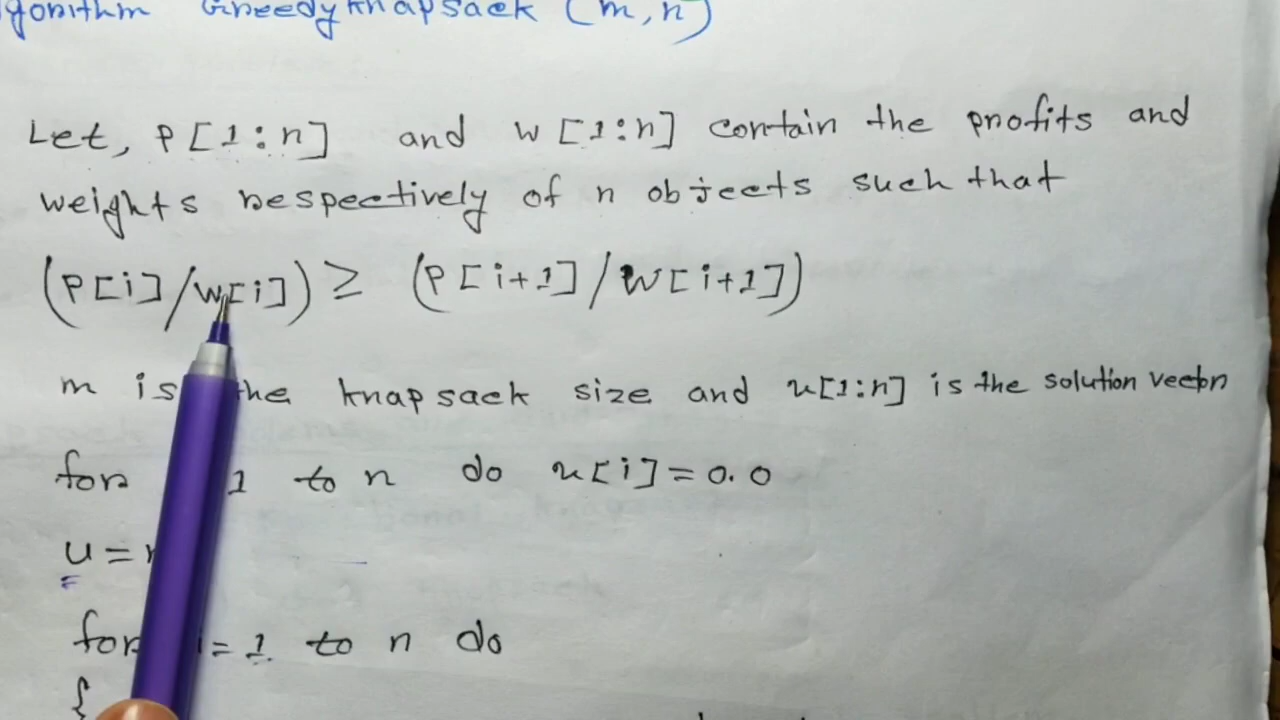 Algorithm Greedyknapsack (m,n)
Let, P[1:n] and W[1:n] contain the profits and
weights respectively of n objects such that
(P[i]/W[i]) ≥ (P[i+1]/W[i+1])
m is the knapsack size and x[1:n] is the solution vector
for 1 to n do x[i]=0.0
u=
for i=1 to n do
{